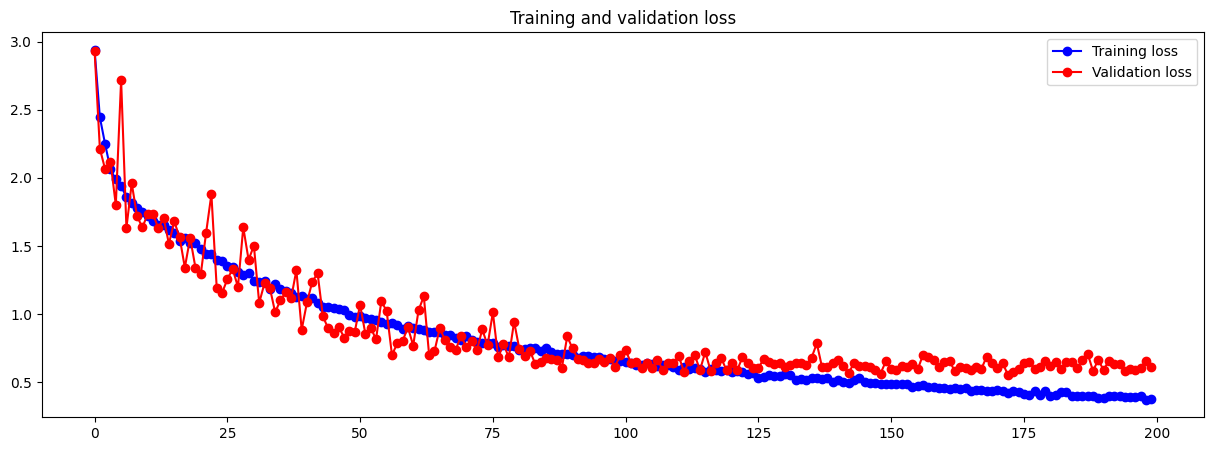 Training and validation loss
Training loss
Validation loss
3.0
2.5
2.0
1.5
1.0
0.5
0 25 50 75 100 125 150 175 200